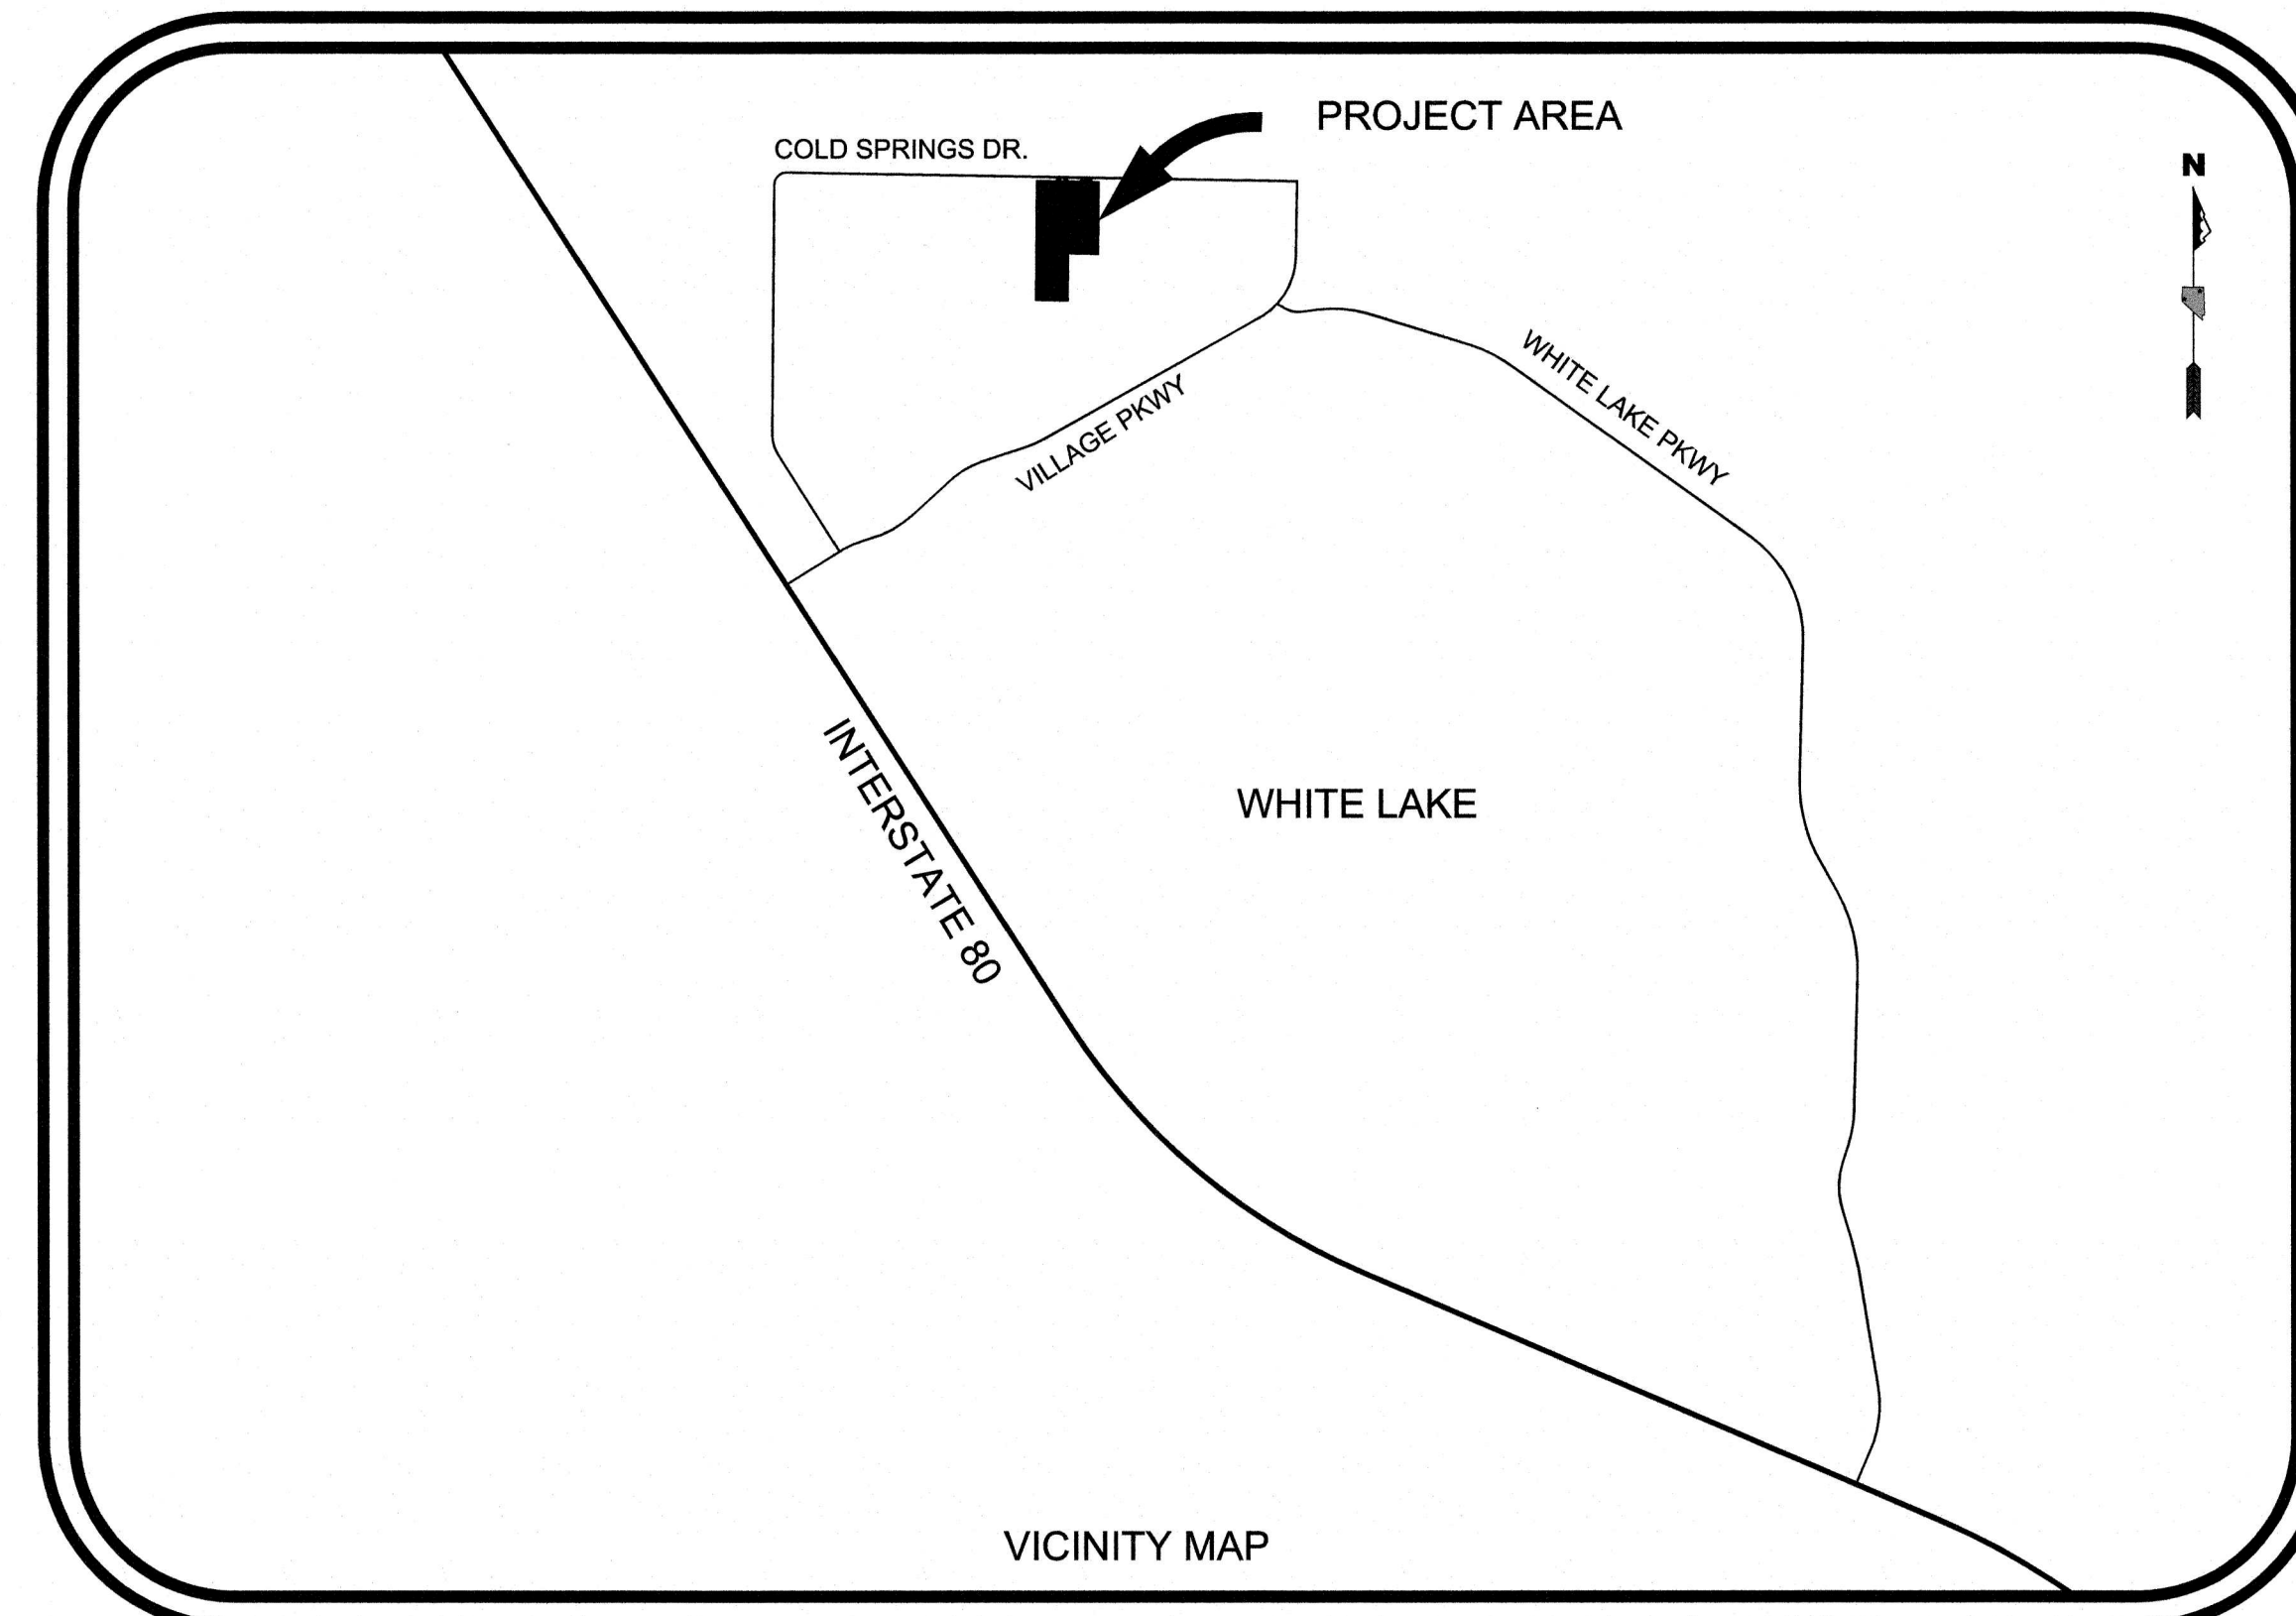 PROJECT AREA
COLD SPRINGS DR.
N
WHITE LAKE PKWY
VILLAGE PKWY
INTERSTATE 80
WHITE LAKE
VICINITY MAP